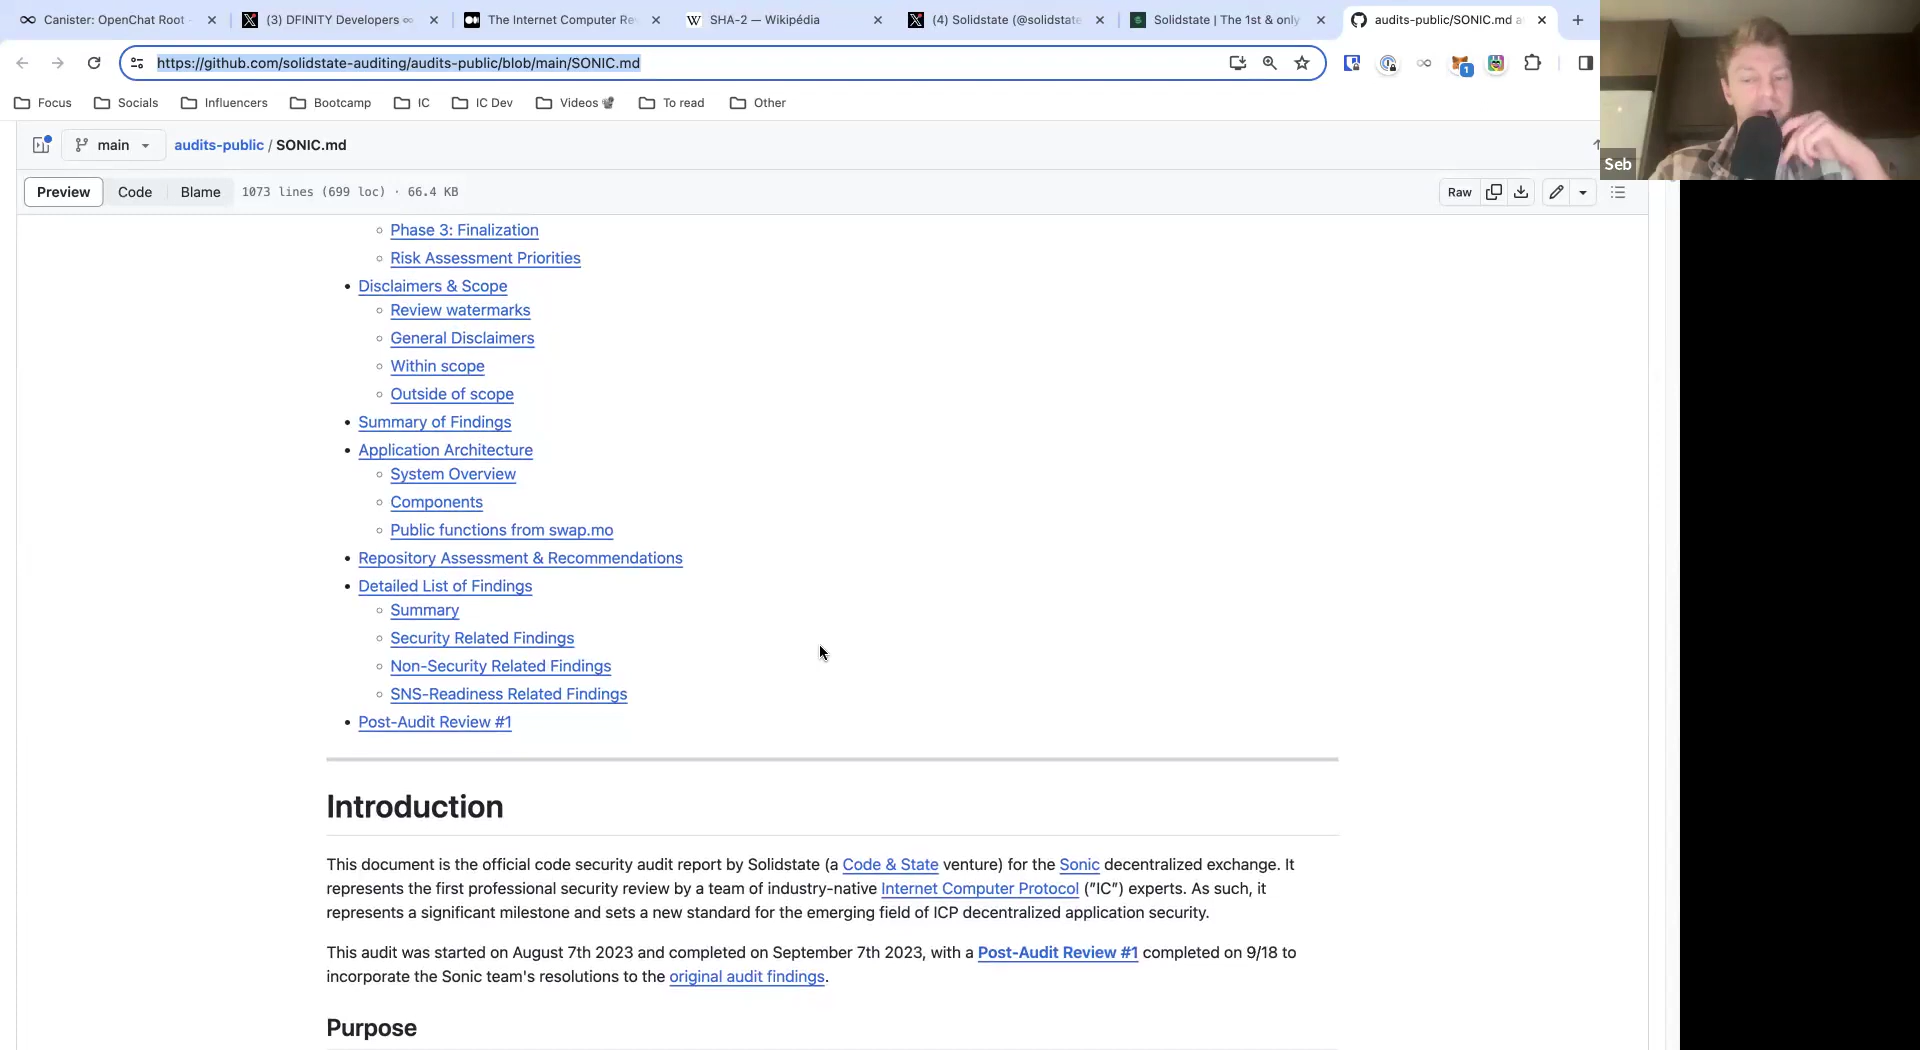 Canister: OpenChat Root
(3) DFINITY Developers ∞
The Internet Computer Re
SHA-2 — Wikipédia
(4) Solidstate (@solidstate
Solidstate | The 1st & only
audits-public/SONIC.md a
https://github.com/solidstate-auditing/audits-public/blob/main/SONIC.md
1
Focus
Socials
Influencers
Bootcamp
IC
IC Dev
Videos
To read
Other
Seb
main
audits-public / SONIC.md
Preview
Code
Blame
1073 lines (699 loc) · 66.4 KB
Raw
Phase 3: Finalization
Risk Assessment Priorities
Disclaimers & Scope
Review watermarks
General Disclaimers
Within scope
Outside of scope
Summary of Findings
Application Architecture
System Overview
Components
Public functions from swap.mo
Repository Assessment & Recommendations
Detailed List of Findings
Summary
Security Related Findings
Non-Security Related Findings
SNS-Readiness Related Findings
Post-Audit Review #1
Introduction
This document is the official code security audit report by Solidstate (a Code & State venture) for the Sonic decentralized exchange. It
represents the first professional security review by a team of industry-native Internet Computer Protocol ("IC") experts. As such, it
represents a significant milestone and sets a new standard for the emerging field of ICP decentralized application security.
This audit was started on August 7th 2023 and completed on September 7th 2023, with a Post-Audit Review #1 completed on 9/18 to
incorporate the Sonic team's resolutions to the original audit findings.
Purpose